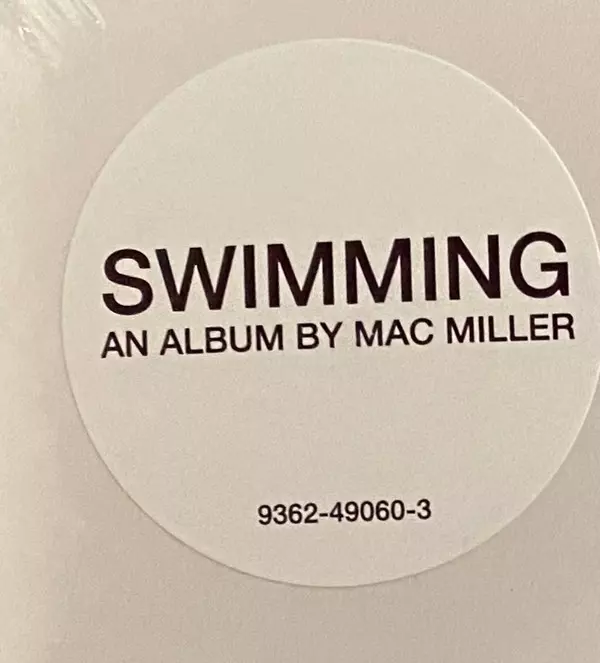 SWIMMING
AN ALBUM BY MAC MILLER
9362-49060-3